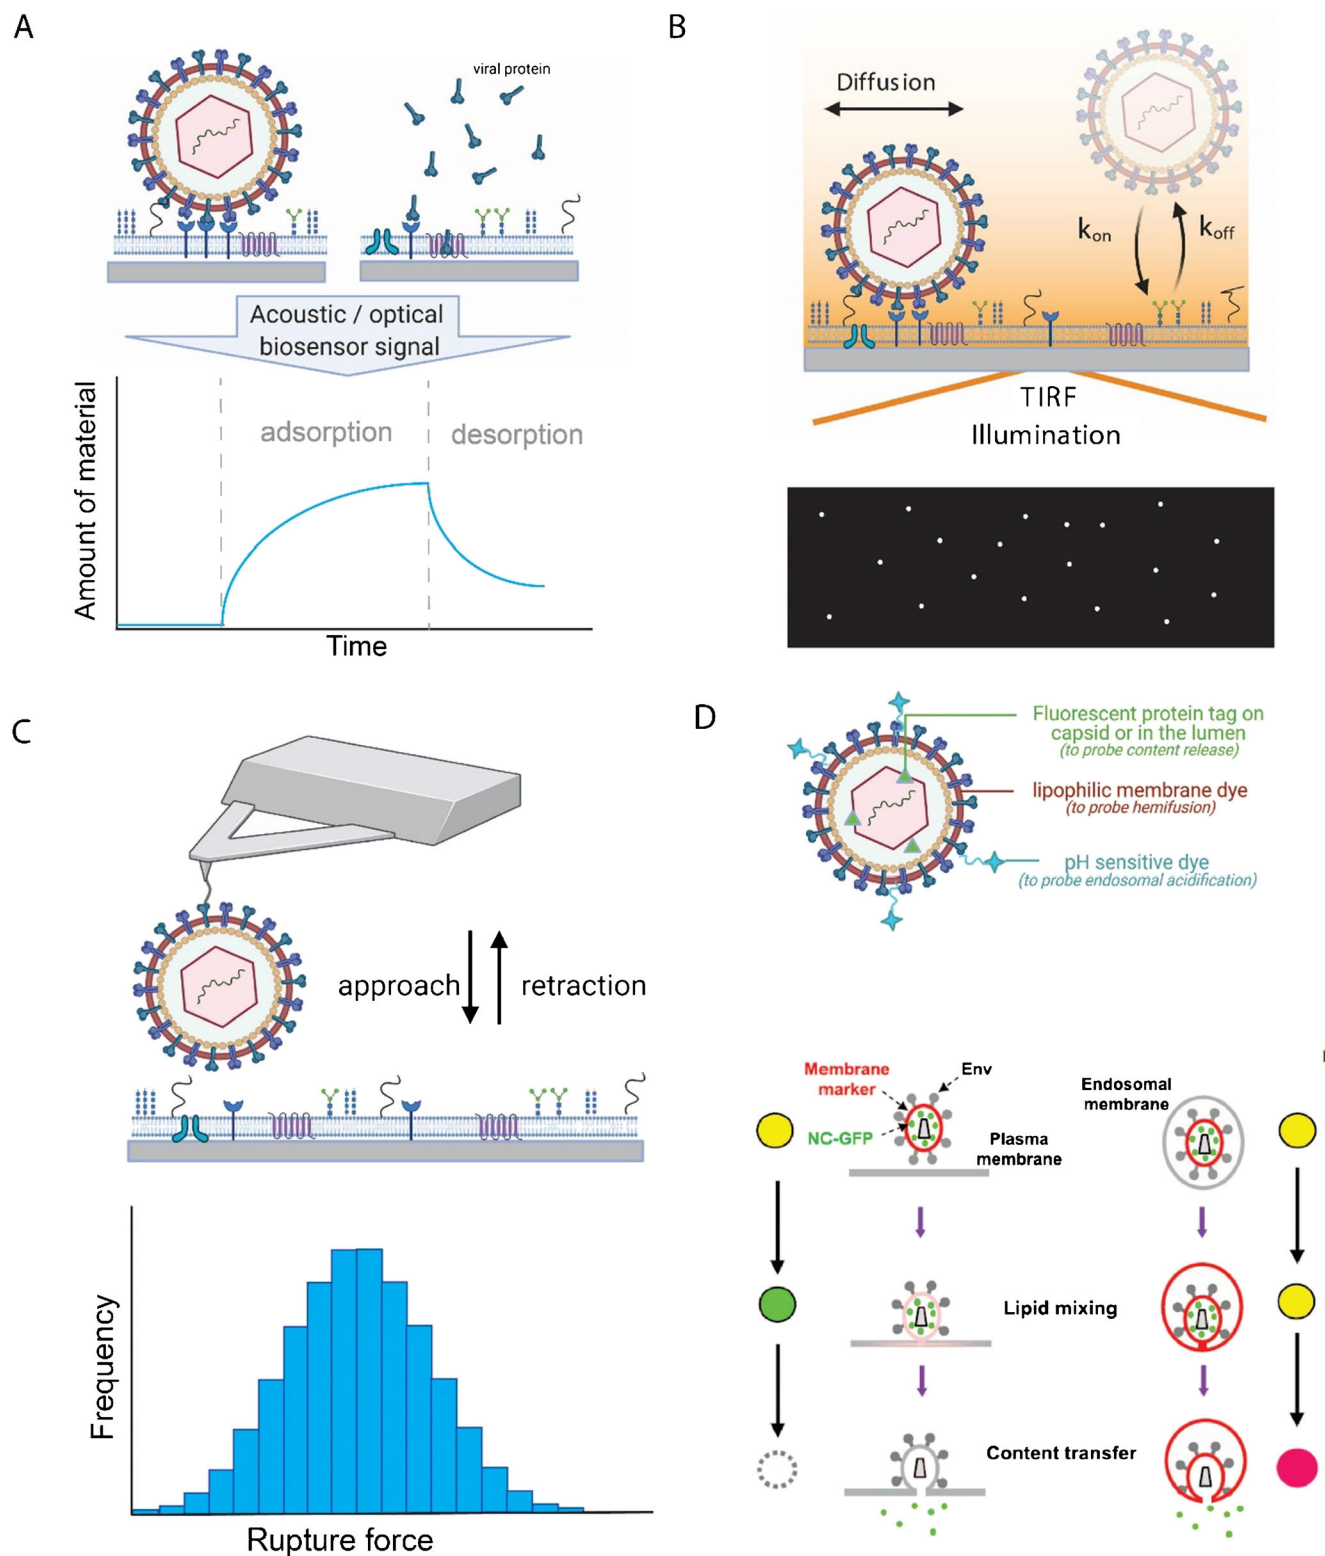 A
viral protein
Acoustic / optical
biosensor signal
Amount of material
adsorption
desorption
Time
B
Diffusion
kon
koff
TIRF
Illumination
C
approach
retraction
Frequency
Rupture force
D
Fluorescent protein tag on
capsid or in the lumen
(to probe content release)
lipophilic membrane dye
(to probe hemifusion)
pH sensitive dye
(to probe endosomal acidification)
Membrane
marker
Env
NC-GFP
Plasma
membrane
Endosomal
membrane
Lipid mixing
Content transfer